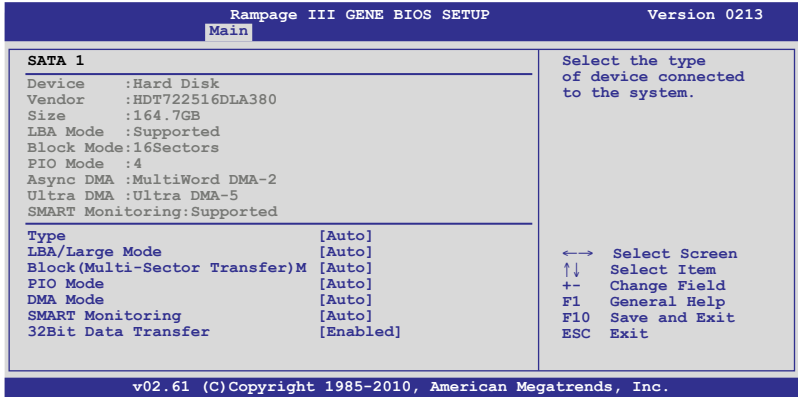 Rampage III GENE BIOS SETUP Version 0213
Main
SATA 1
Device :Hard Disk
Vendor :HDT722516DLA380
Size :164.7GB
LBA Mode :Supported
Block Mode:16Sectors
PIO Mode :4
Async DMA :MultiWord DMA-2
Ultra DMA :Ultra DMA-5
SMART Monitoring:Supported
Type [Auto]
LBA/Large Mode [Auto]
Block(Multi-Sector Transfer)M [Auto]
PIO Mode [Auto]
DMA Mode [Auto]
SMART Monitoring [Auto]
32Bit Data Transfer [Enabled]
Select the type
of device connected
to the system.
←→ Select Screen
↑↓ Select Item
+- Change Field
F1 General Help
F10 Save and Exit
ESC Exit
v02.61 (C)Copyright 1985-2010, American Megatrends, Inc.